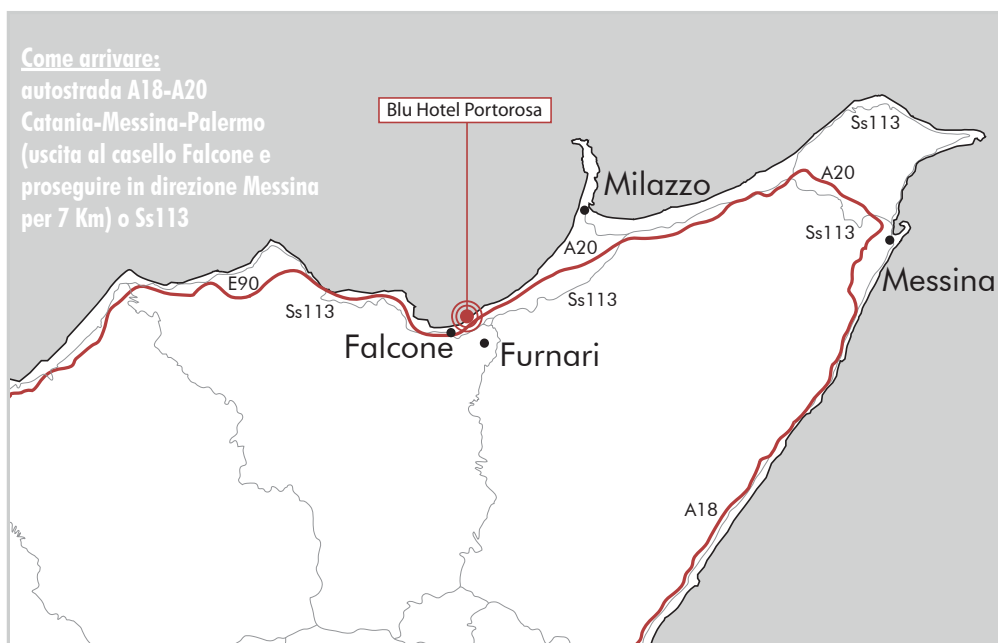 Come arrivare:
autostrada A18-A20
Catania-Messina-Palermo
(uscita al casello Falcone e
proseguire in direzione Messina
per 7 Km) o Ss113
Blu Hotel Portorosa
Ss113
Milazzo
A20
Ss113
A20
Messina
E90
Ss113
Ss113
Falcone
Furnari
A18